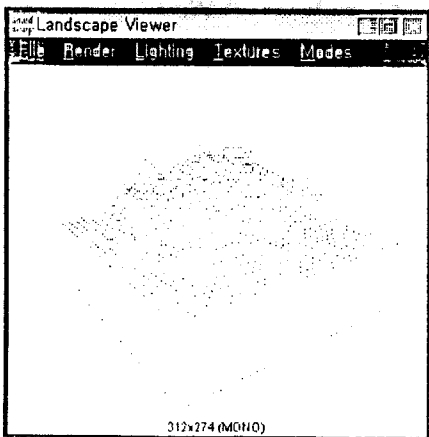 Landscape Viewer
File Render Lighting Textures Modes
312x274 (MONO)